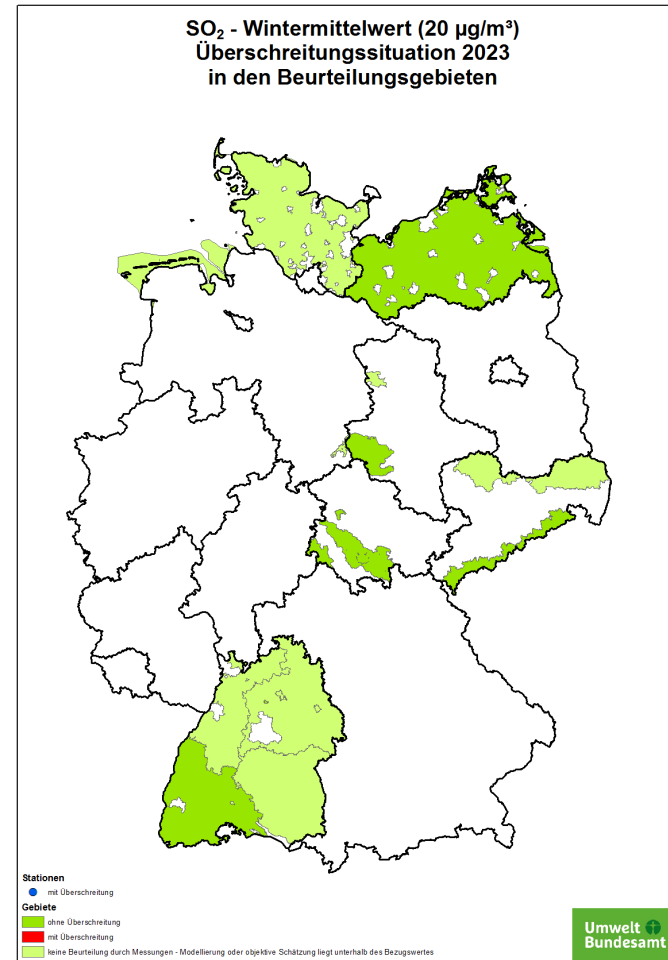 SO₂ - Wintermittelwert (20 µg/m³)
Überschreitungssituation 2023
in den Beurteilungsgebieten
Stationen
mit Überschreitung
Gebiete
ohne Überschreitung
mit Überschreitung
keine Beurteilung durch Messungen - Modellierung oder objektive Schätzung liegt unterhalb des Bezugswertes
Umwelt
Bundesamt